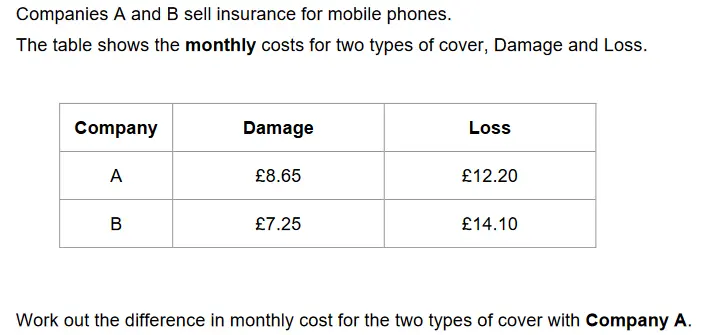 Companies A and B sell insurance for mobile phones.
The table shows the monthly costs for two types of cover, Damage and Loss.
Company Damage Loss
A £8.65 £12.20
B £7.25 £14.10
Work out the difference in monthly cost for the two types of cover with Company A.